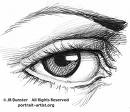 © JR Dunster - All Rights Reserved
portrait-artist.org